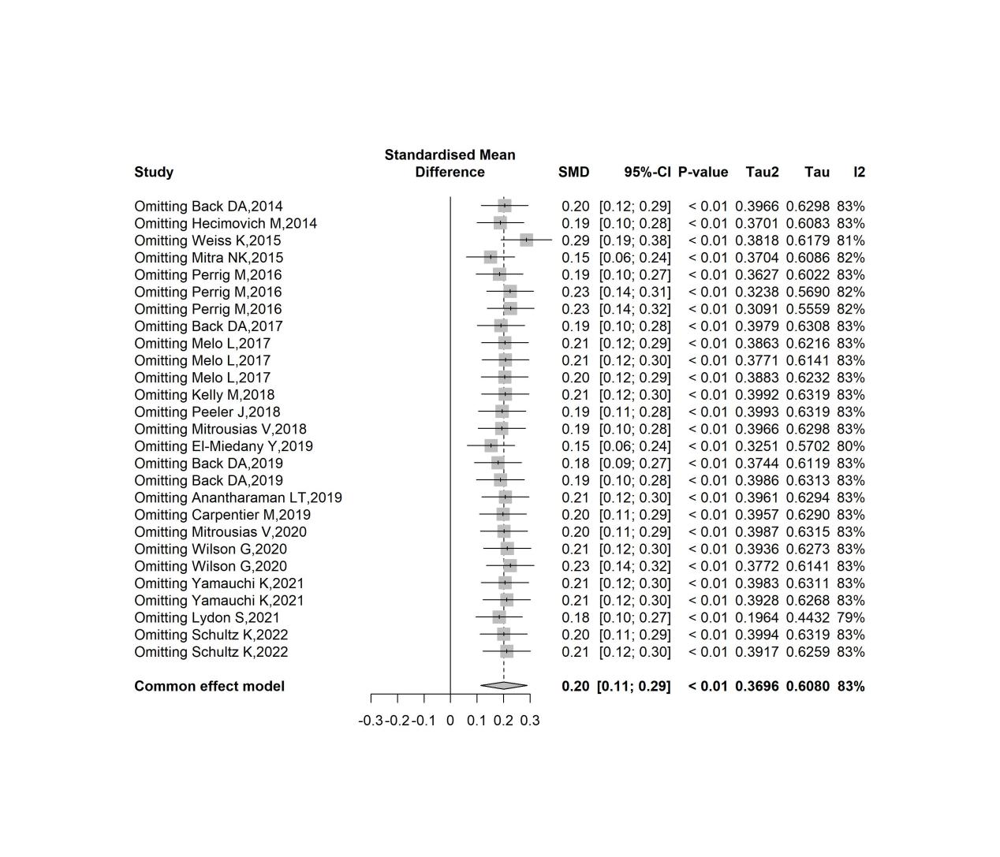 Standardised Mean
Study Difference SMD 95%-CI P-value Tau2 Tau I2
Omitting Back DA,2014 0.20 [0.12; 0.29] < 0.01 0.3966 0.6298 83%
Omitting Hecimovich M,2014 0.19 [0.10; 0.28] < 0.01 0.3701 0.6083 83%
Omitting Weiss K,2015 0.29 [0.19; 0.38] < 0.01 0.3818 0.6179 81%
Omitting Mitra NK,2015 0.15 [0.06; 0.24] < 0.01 0.3704 0.6086 82%
Omitting Perrig M,2016 0.19 [0.10; 0.27] < 0.01 0.3627 0.6022 83%
Omitting Perrig M,2016 0.23 [0.14; 0.31] < 0.01 0.3238 0.5690 82%
Omitting Perrig M,2016 0.23 [0.14; 0.32] < 0.01 0.3091 0.5559 82%
Omitting Back DA,2017 0.19 [0.10; 0.28] < 0.01 0.3979 0.6308 83%
Omitting Melo L,2017 0.21 [0.12; 0.29] < 0.01 0.3863 0.6216 83%
Omitting Melo L,2017 0.21 [0.12; 0.30] < 0.01 0.3771 0.6141 83%
Omitting Melo L,2017 0.20 [0.12; 0.29] < 0.01 0.3883 0.6232 83%
Omitting Kelly M,2018 0.21 [0.12; 0.30] < 0.01 0.3992 0.6319 83%
Omitting Peeler J,2018 0.19 [0.11; 0.28] < 0.01 0.3993 0.6319 83%
Omitting Mitrousias V,2018 0.19 [0.10; 0.28] < 0.01 0.3966 0.6298 83%
Omitting El-Miedany Y,2019 0.15 [0.06; 0.24] < 0.01 0.3251 0.5702 80%
Omitting Back DA,2019 0.18 [0.09; 0.27] < 0.01 0.3744 0.6119 83%
Omitting Back DA,2019 0.19 [0.10; 0.28] < 0.01 0.3986 0.6313 83%
Omitting Anantharaman LT,2019 0.21 [0.12; 0.30] < 0.01 0.3961 0.6294 83%
Omitting Carpentier M,2019 0.20 [0.11; 0.29] < 0.01 0.3957 0.6290 83%
Omitting Mitrousias V,2020 0.20 [0.11; 0.29] < 0.01 0.3987 0.6315 83%
Omitting Wilson G,2020 0.21 [0.12; 0.30] < 0.01 0.3936 0.6273 83%
Omitting Wilson G,2020 0.23 [0.14; 0.32] < 0.01 0.3772 0.6141 83%
Omitting Yamauchi K,2021 0.21 [0.12; 0.30] < 0.01 0.3983 0.6311 83%
Omitting Yamauchi K,2021 0.21 [0.12; 0.30] < 0.01 0.3928 0.6268 83%
Omitting Lydon S,2021 0.18 [0.10; 0.27] < 0.01 0.1964 0.4432 79%
Omitting Schultz K,2022 0.20 [0.11; 0.29] < 0.01 0.3994 0.6319 83%
Omitting Schultz K,2022 0.21 [0.12; 0.30] < 0.01 0.3917 0.6259 83%
Common effect model 0.20 [0.11; 0.29] < 0.01 0.3696 0.6080 83%
-0.3 -0.2 -0.1 0 0.1 0.2 0.3